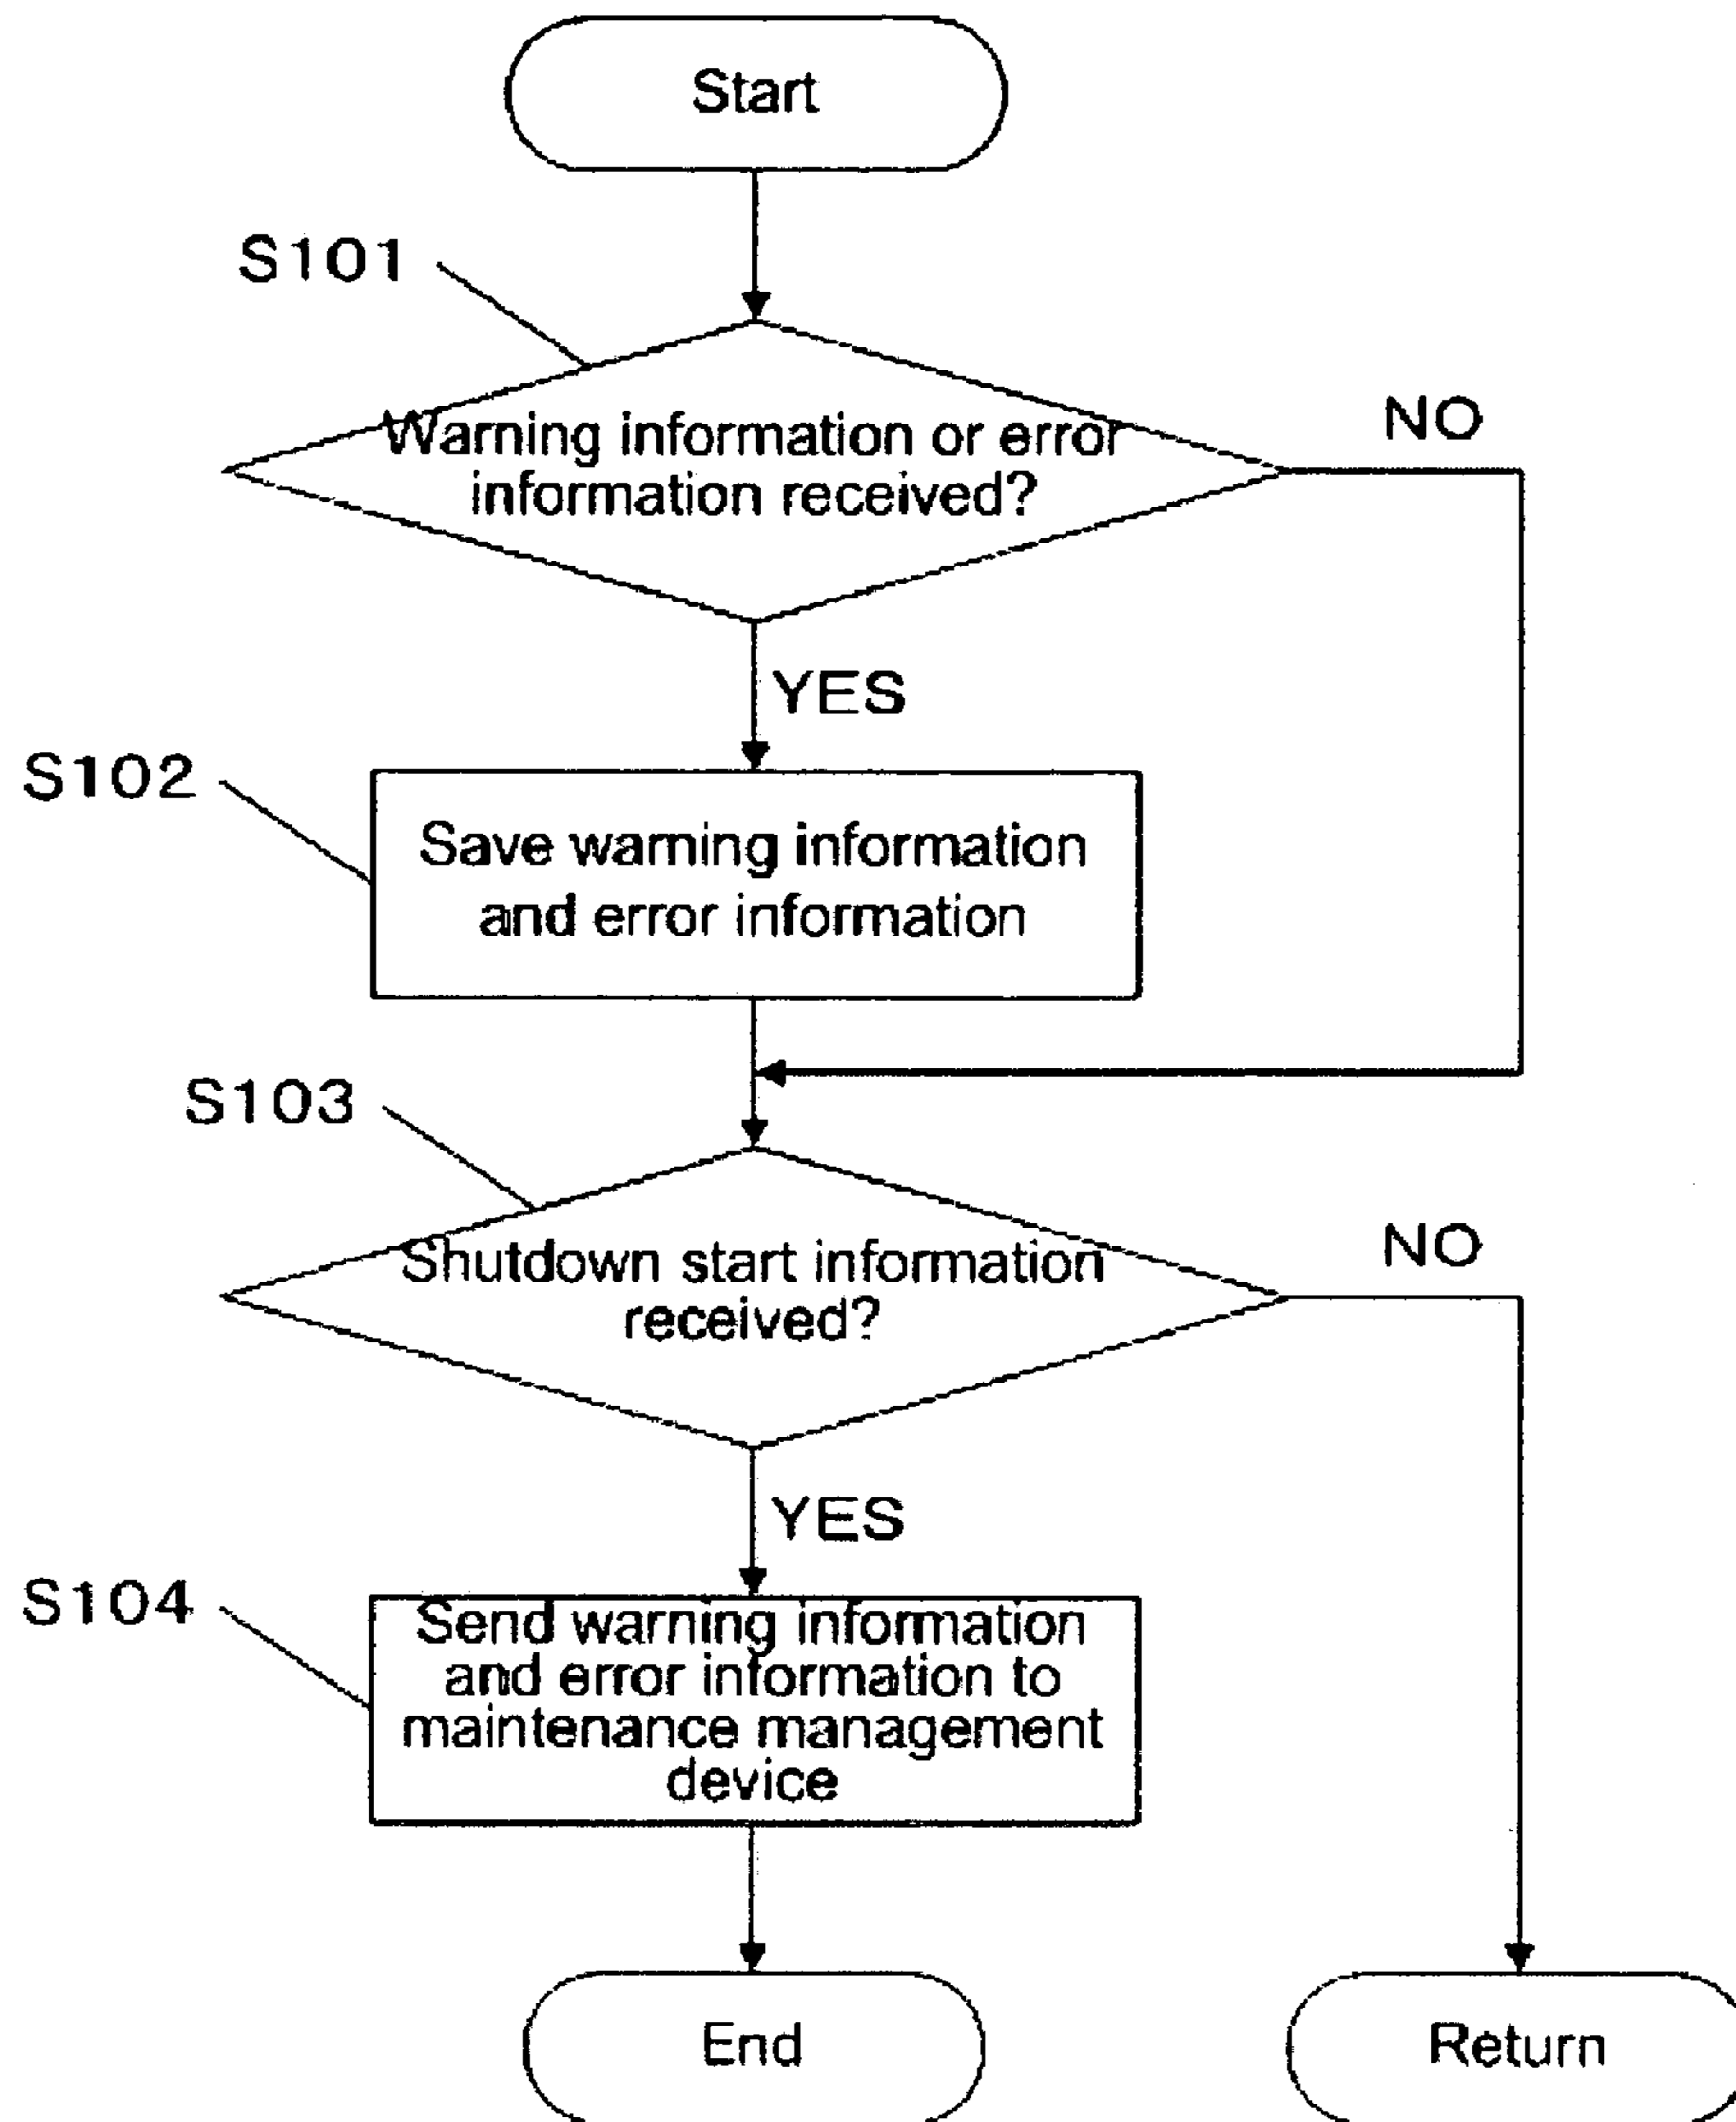 Start
S101
Warning information or error
information received?
NO
YES
S102
Save warning information
and error information
S103
Shutdown start information
received?
NO
YES
S104
Send warning information
and error information to
maintenance management
device
End
Return